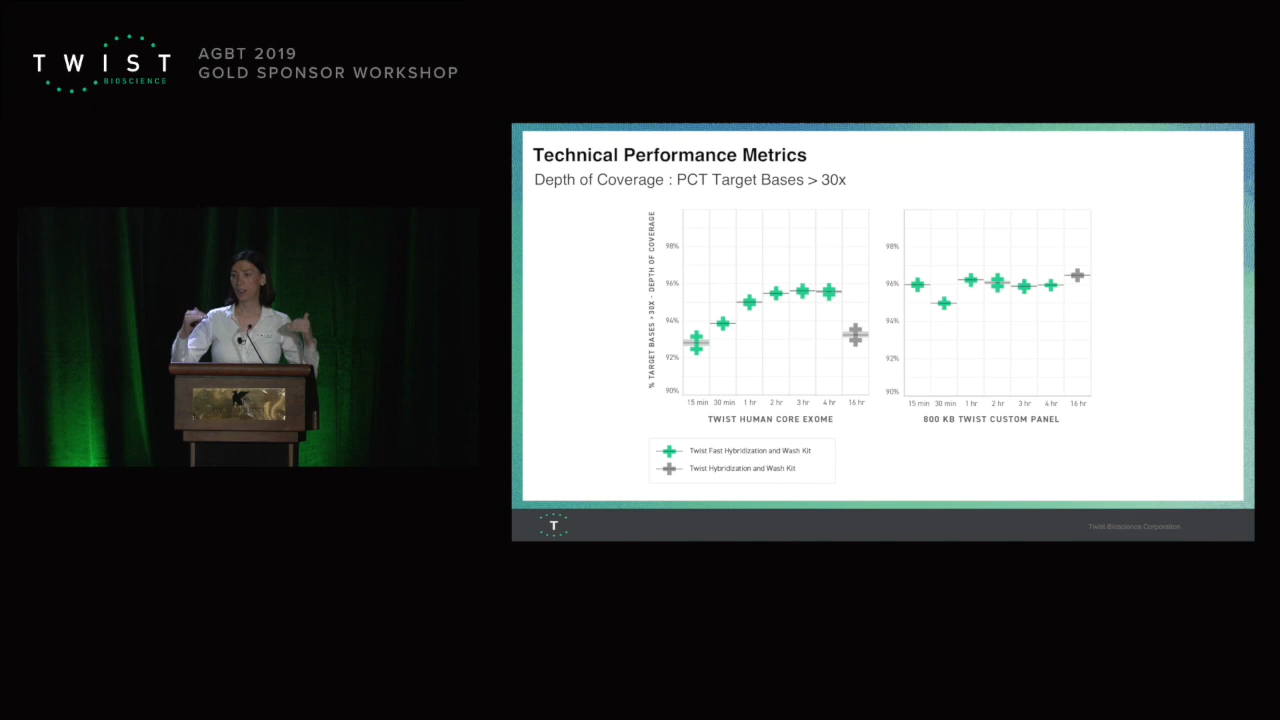 TWIST
BIOSCIENCE
AGBT 2019
GOLD SPONSOR WORKSHOP
Technical Performance Metrics
Depth of Coverage : PCT Target Bases > 30x
% TARGET BASES > 30X - DEPTH OF COVERAGE
98%
96%
94%
92%
90%
15 min 30 min 1 hr 2 hr 3 hr 4 hr 16 hr
TWIST HUMAN CORE EXOME
98%
96%
94%
92%
90%
15 min 30 min 1 hr 2 hr 3 hr 4 hr 16 hr
800 KB TWIST CUSTOM PANEL
Twist Fast Hybridization and Wash Kit
Twist Hybridization and Wash Kit
T
Twist Bioscience Corporation